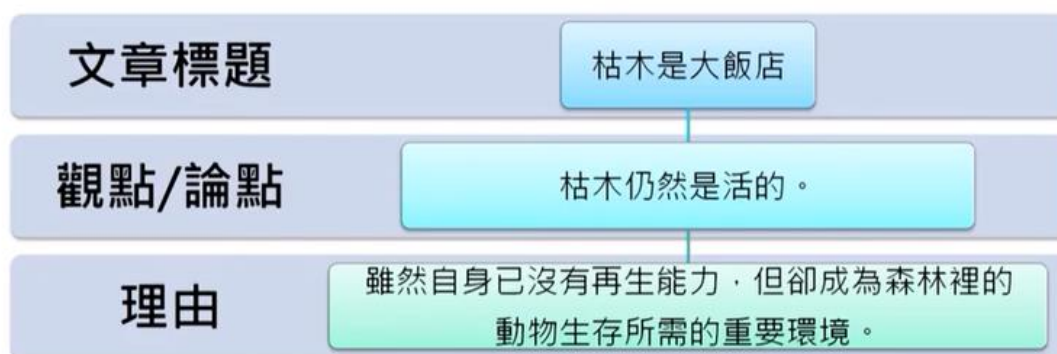 文章標題
枯木是大飯店
觀點/論點
枯木仍然是活的。
理由
雖然自身已沒有再生能力，但卻成為森林裡的
動物生存所需的重要環境。